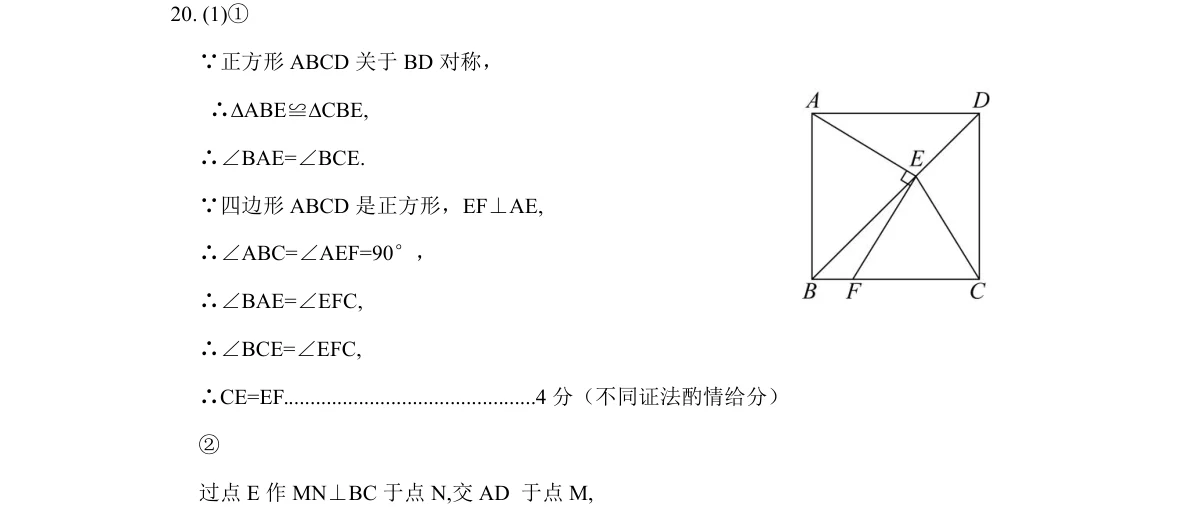 20. (1)①
∵正方形 ABCD 关于 BD 对称，
∴ΔABE≌ΔCBE,
∴∠BAE=∠BCE.
∵四边形 ABCD 是正方形，EF⊥AE,
∴∠ABC=∠AEF=90°，
∴∠BAE=∠EFC,
∴∠BCE=∠EFC,
∴CE=EF................................................4 分（不同证法酌情给分）
②
过点 E 作 MN⊥BC 于点 N,交 AD 于点 M,
A D
E
B F C